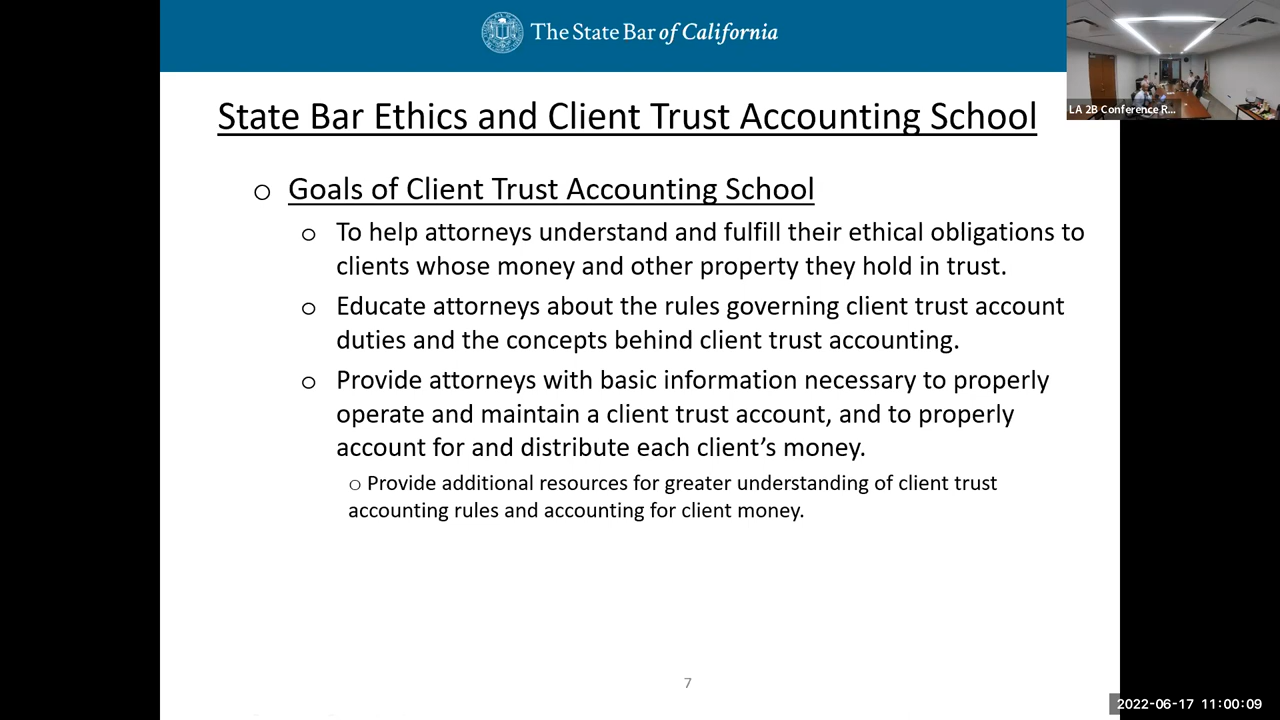 The State Bar of California
LA 2B Conference R...
State Bar Ethics and Client Trust Accounting School
○ Goals of Client Trust Accounting School
○ To help attorneys understand and fulfill their ethical obligations to
clients whose money and other property they hold in trust.
○ Educate attorneys about the rules governing client trust account
duties and the concepts behind client trust accounting.
○ Provide attorneys with basic information necessary to properly
operate and maintain a client trust account, and to properly
account for and distribute each client’s money.
○ Provide additional resources for greater understanding of client trust
accounting rules and accounting for client money.
7
2022-06-17 11:00:09